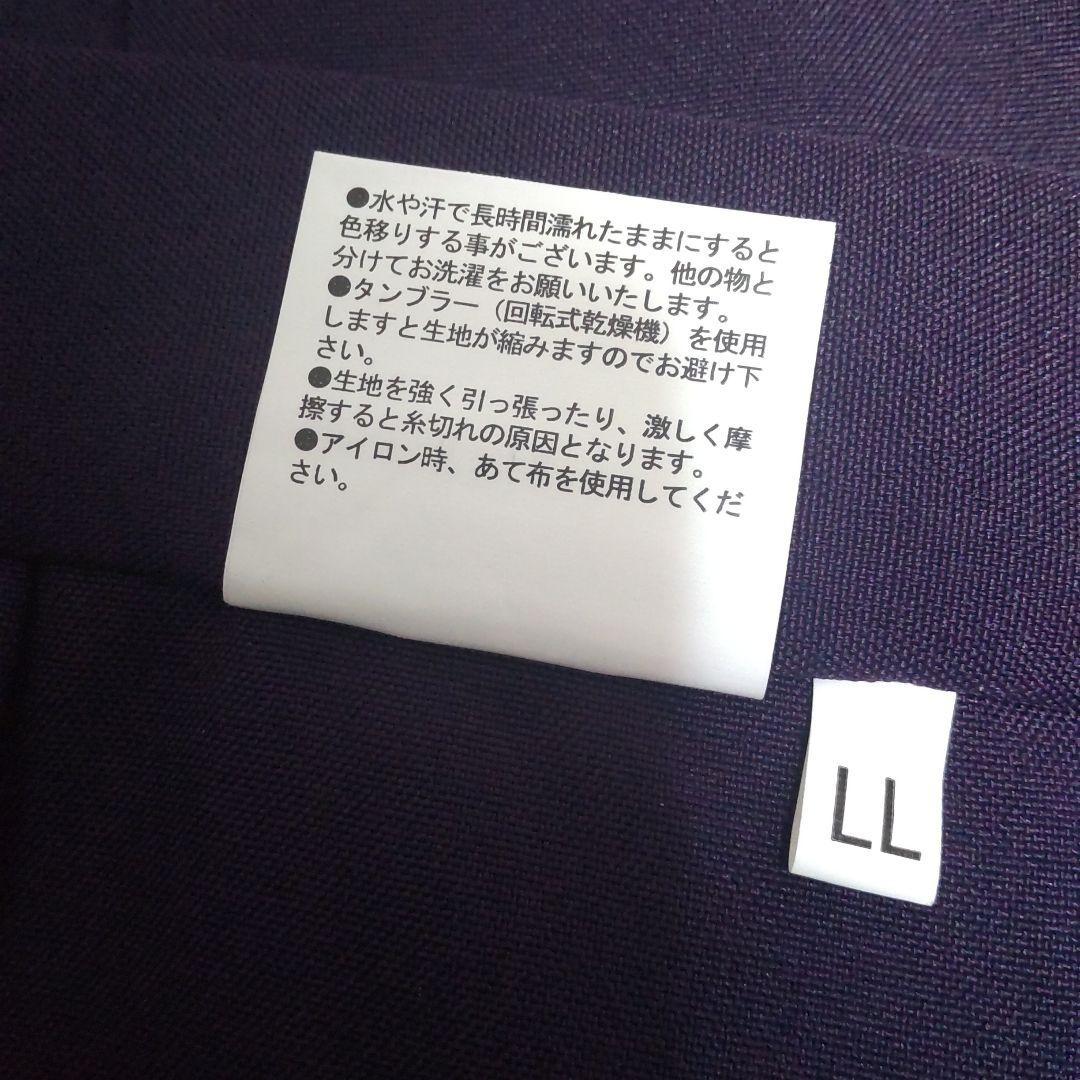 ●水や汗で長時間濡れたままにすると
色移りする事がございます。他の物と
分けてお洗濯をお願いいたします。
●タンブラー（回転式乾燥機）を使用
しますと生地が縮みますのでお避け下
さい。
●生地を強く引っ張ったり、激しく摩
擦すると糸切れの原因となります。
●アイロン時、あて布を使用してくだ
さい。
LL